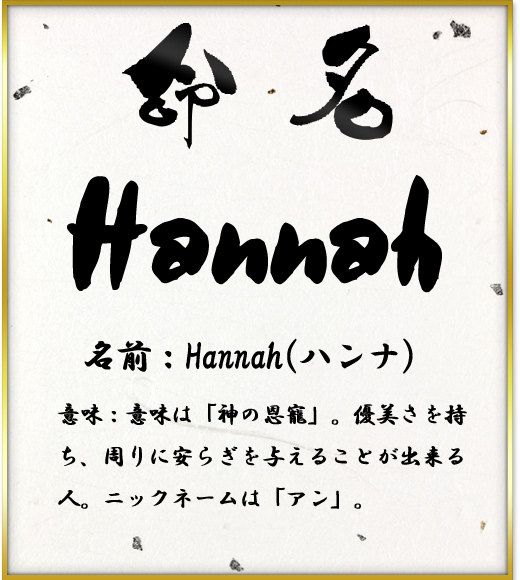 命名
Hannah
名前：Hannah(ハンナ)
意味：意味は「神の恩寵」。優美さを持
ち、周りに安らぎを与えることが出来る
人。ニックネームは「アン」。